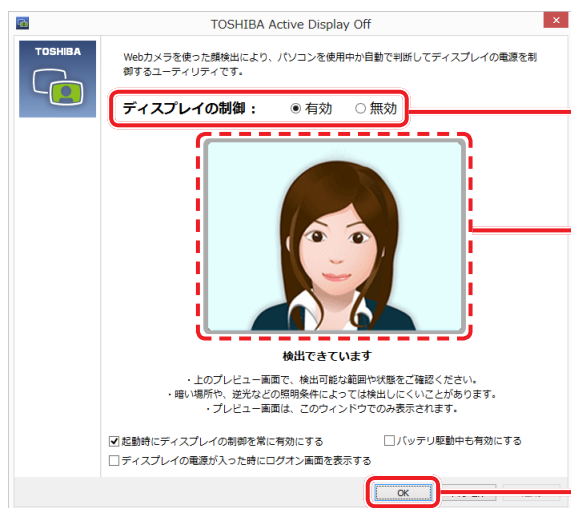 TOSHIBA Active Display Off
TOSHIBA
Webカメラを使った顔検出により、パソコンを使用中か自動で判断してディスプレイの電源を制
御するユーティリティです。
ディスプレイの制御： 有効 無効
検出できています
・上のプレビュー画面で、検出可能な範囲や状態をご確認ください。
・暗い場所や、逆光などの照明条件によっては検出しにくいことがあります。
・プレビュー画面は、このウィンドウでのみ表示されます。
起動時にディスプレイの制御を常に有効にする バッテリ駆動中も有効にする
ディスプレイの電源が入った時にログオン画面を表示する
OK